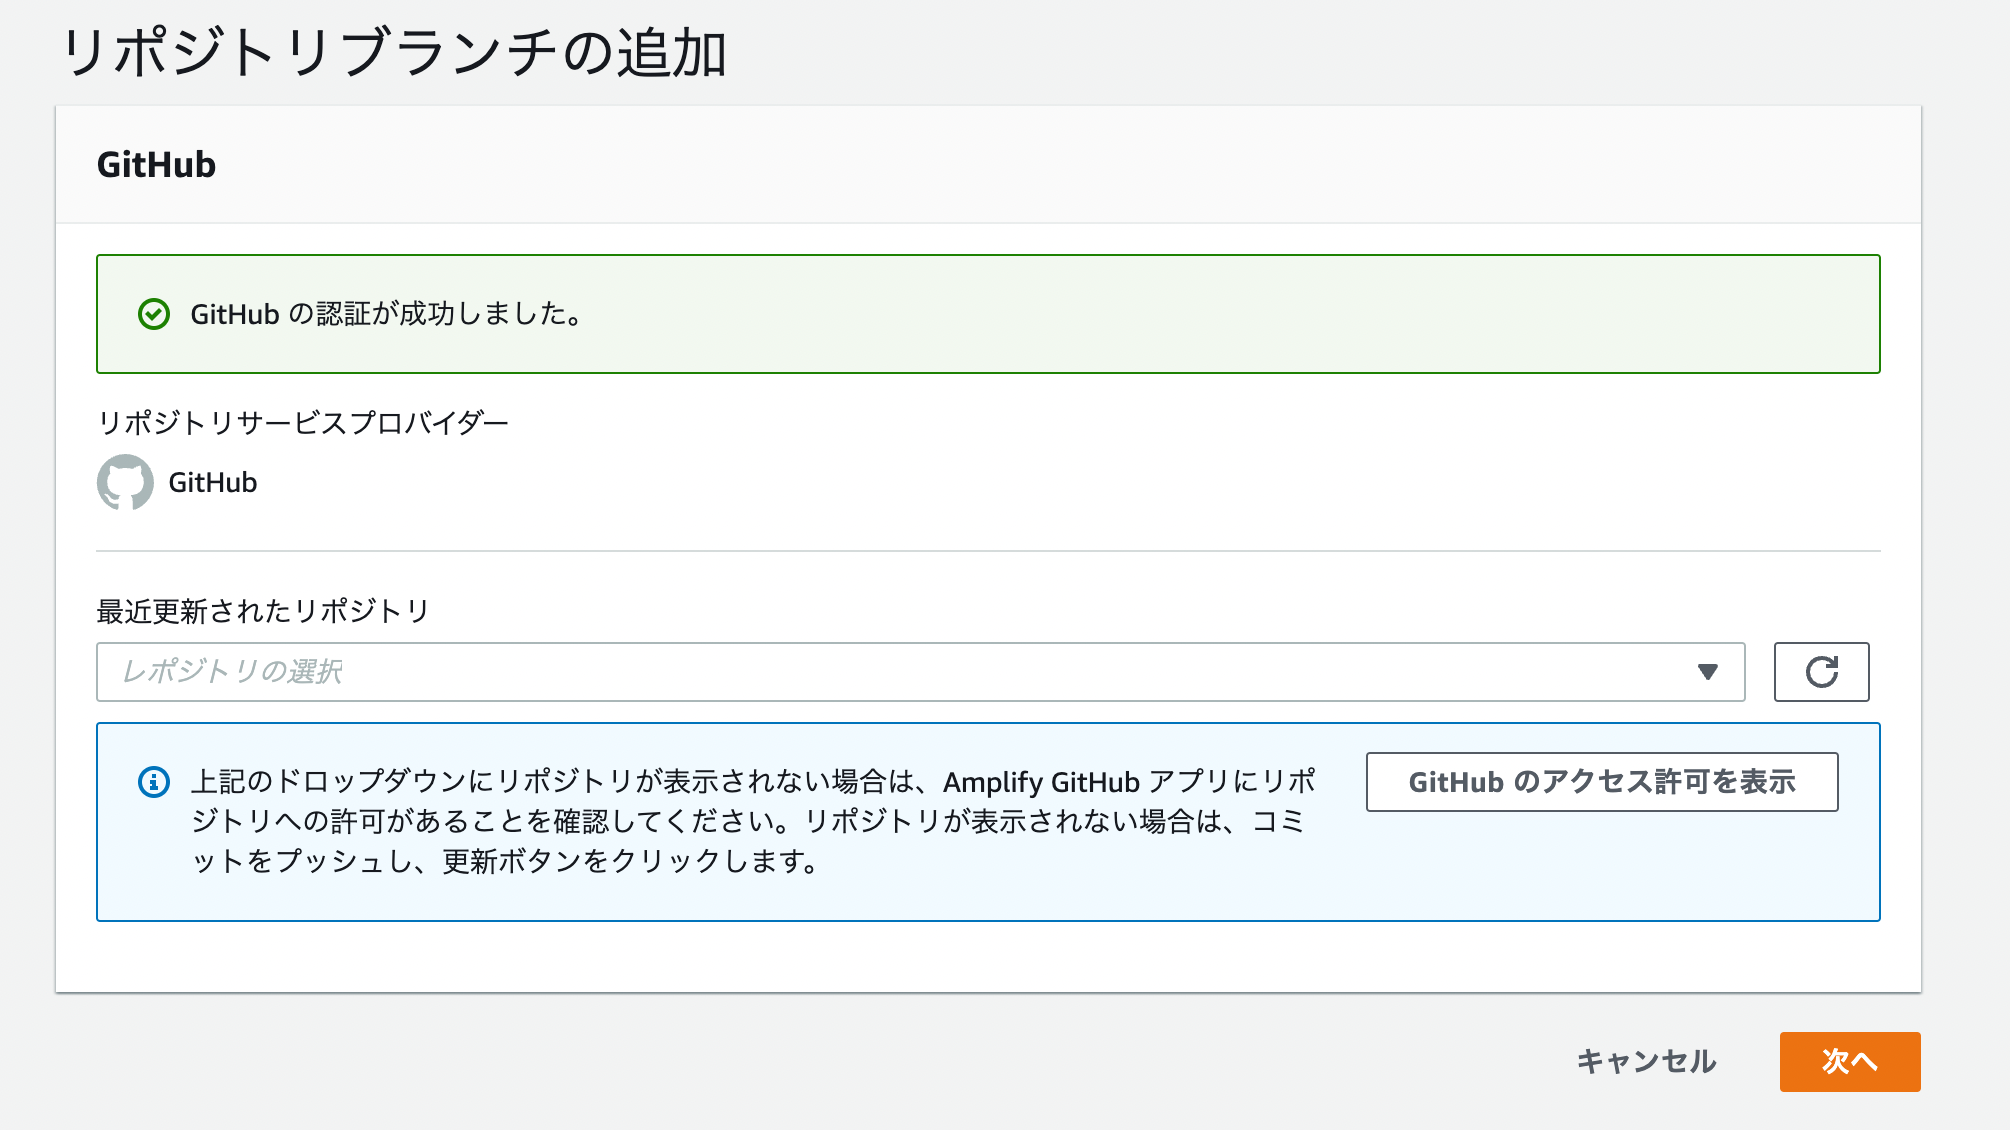 リポジトリブランチの追加
GitHub
GitHub の認証が成功しました。
リポジトリサービスプロバイダー
GitHub
最近更新されたリポジトリ
レポジトリの選択
上記のドロップダウンにリポジトリが表示されない場合は、Amplify GitHub アプリにリポ
ジトリへの許可があることを確認してください。リポジトリが表示されない場合は、コミ
ットをプッシュし、更新ボタンをクリックします。
GitHub のアクセス許可を表示
キャンセル
次へ